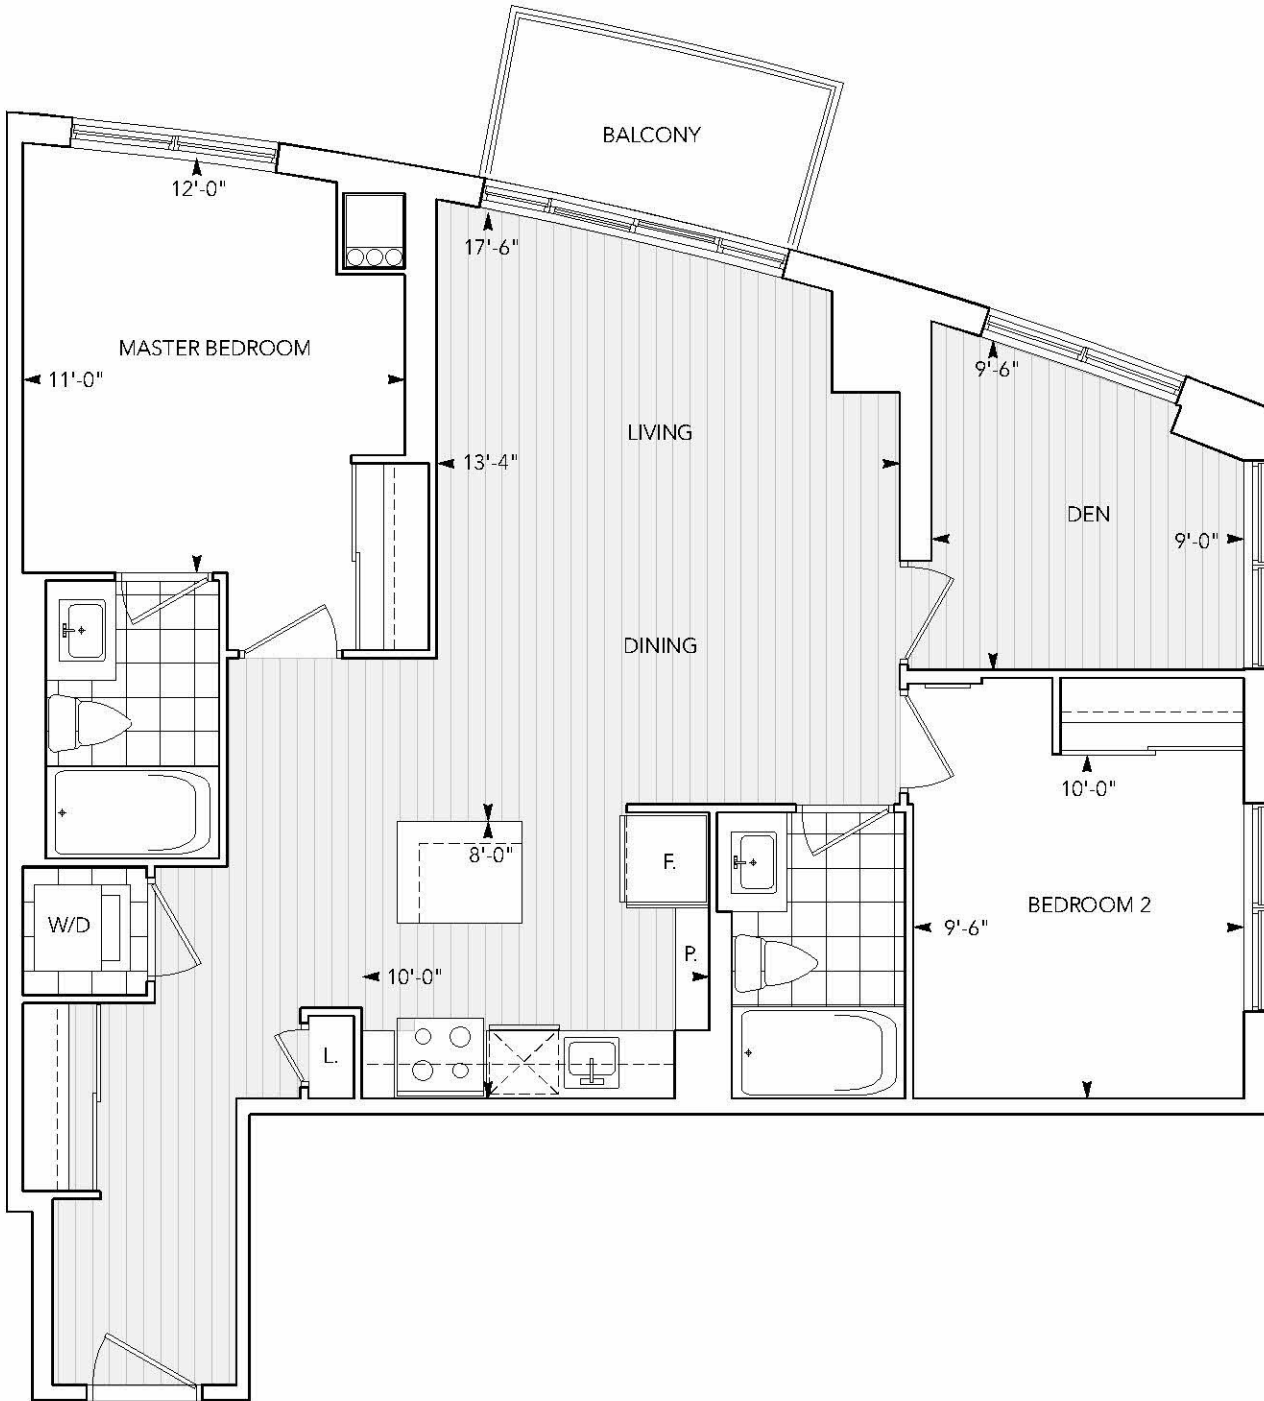 BALCONY
12'-0"
17'-6"
MASTER BEDROOM
11'-0"
9'-6"
LIVING
13'-4"
DEN
9'-0"
DINING
10'-0"
8'-0"
F.
BEDROOM 2
W/D
9'-6"
P.
10'-0"
L.